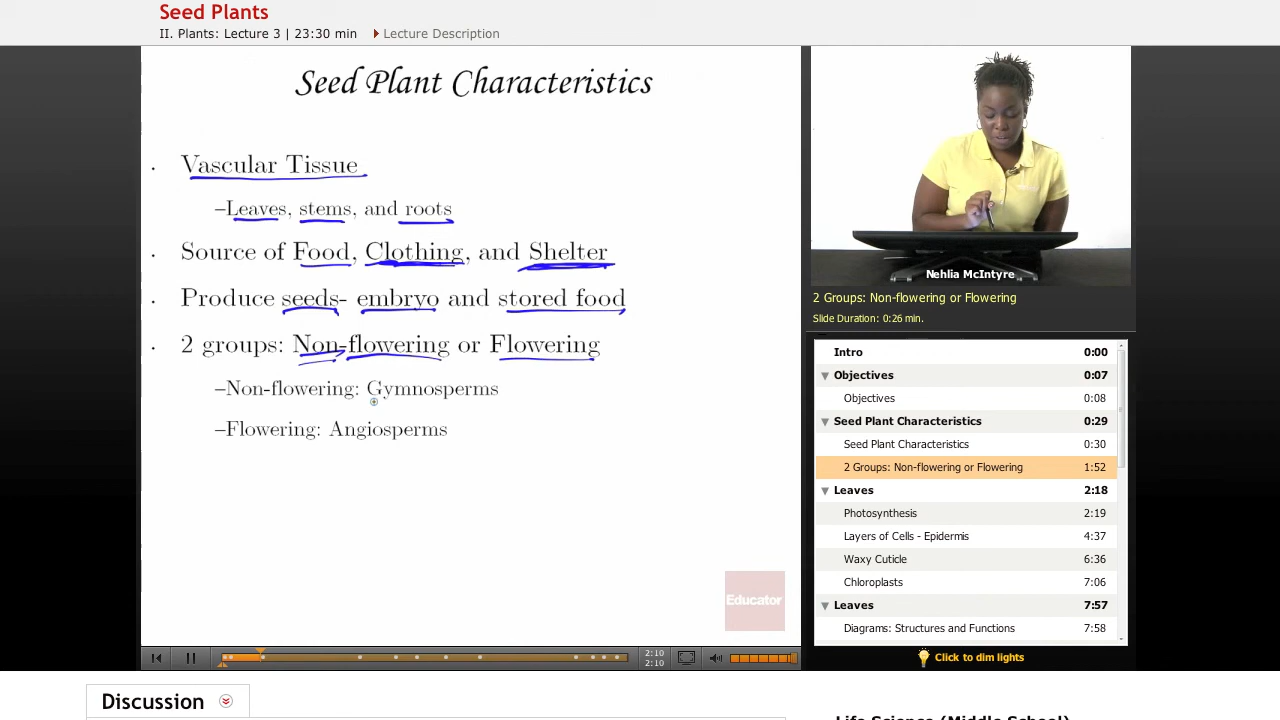 Seed Plants
II. Plants: Lecture 3 | 23:30 min Lecture Description
Seed Plant Characteristics
· Vascular Tissue
–Leaves, stems, and roots
· Source of Food, Clothing, and Shelter
· Produce seeds- embryo and stored food
· 2 groups: Non-flowering or Flowering
–Non-flowering: Gymnosperms
–Flowering: Angiosperms
Educator
2:10
2:10
Nehlia McIntyre
2 Groups: Non-flowering or Flowering
Slide Duration: 0:26 min.
Intro 0:00
Objectives 0:07
Objectives 0:08
Seed Plant Characteristics 0:29
Seed Plant Characteristics 0:30
2 Groups: Non-flowering or Flowering 1:52
Leaves 2:18
Photosynthesis 2:19
Layers of Cells - Epidermis 4:37
Waxy Cuticle 6:36
Chloroplasts 7:06
Leaves 7:57
Diagrams: Structures and Functions 7:58
Click to dim lights
Discussion
Life Science (Middle School)